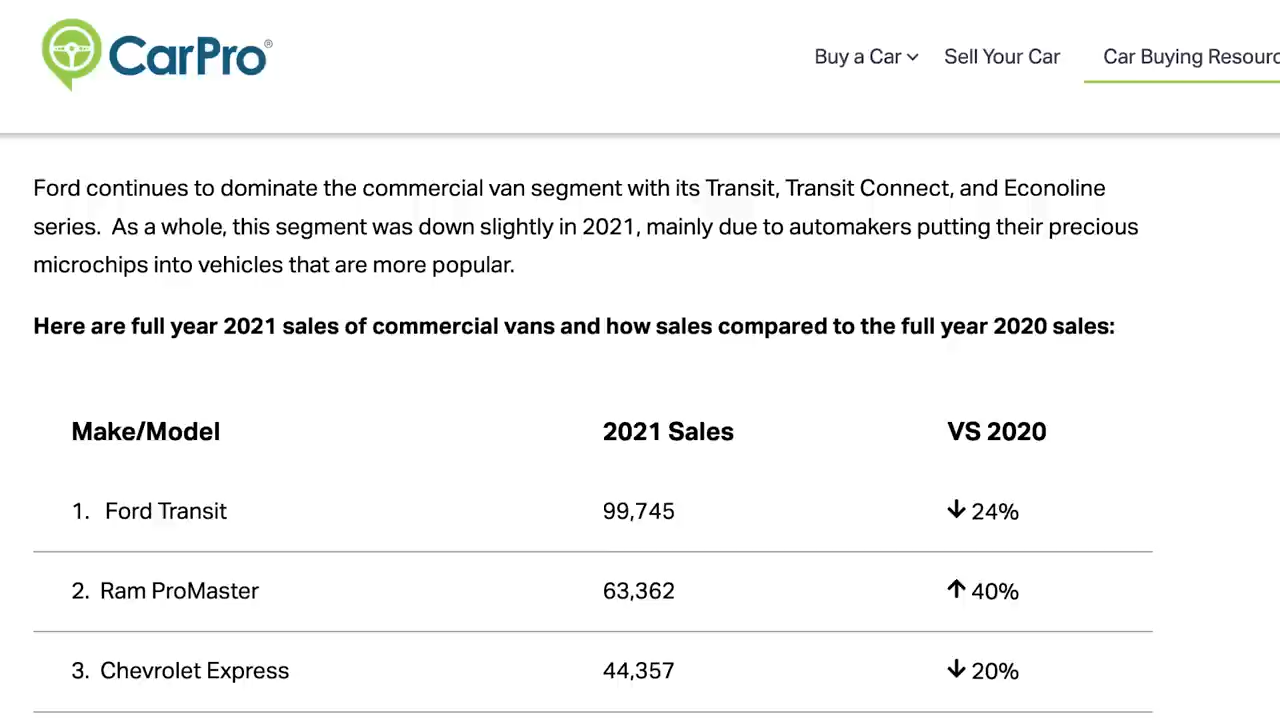 CarPro®
Buy a Car Sell Your Car Car Buying Resourc
Ford continues to dominate the commercial van segment with its Transit, Transit Connect, and Econoline
series. As a whole, this segment was down slightly in 2021, mainly due to automakers putting their precious
microchips into vehicles that are more popular.
Here are full year 2021 sales of commercial vans and how sales compared to the full year 2020 sales:
Make/Model 2021 Sales VS 2020
1. Ford Transit 99,745 ↓ 24%
2. Ram ProMaster 63,362 ↑ 40%
3. Chevrolet Express 44,357 ↓ 20%